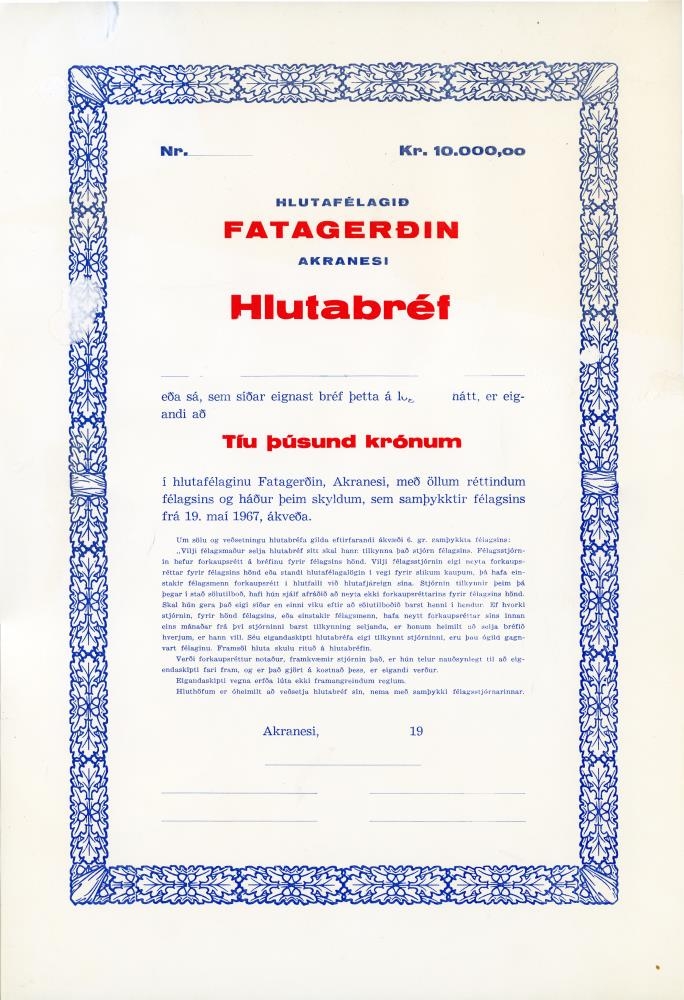 Nr. Kr. 10.000,oo
HLUTAFÉLAGIÐ
FATAGERÐIN
AKRANESI
Hlutabréf
eða sá, sem síðar eignast bréf þetta á nátt, er eig-
andi að
Tíu þúsund krónum
í hlutafélaginu Fatagerðin, Akranesi, með öllum réttindum
félagsins og háður þeim skyldum, sem samþykktir félagsins
frá 19. maí 1967, ákveða.
Um sölu og veðsetningu hlutabréfa gilda eftirfarandi ákvæði 6. gr. samþykkta félagsins:
„Vilji félagsmaður selja hlutabréf sitt skal hann tilkynna það stjórn félagsins. Félagsstjórn-
in hefur forkaupsrétt á bréfinu fyrir félagsins hönd. Vilji félagsstjórnin eigi neyta forkaups-
réttar fyrir félagsins hönd eða standi hlutafélagalögin í vegi fyrir slíkum kaupum, þá hafa ein-
stakir félagsmenn forkaupsrétt í hlutfalli við hlutafjáreign sína. Stjórnin tilkynnir þeim þá
þegar í stað sölutilboð, hafi hún sjálf afráðið að neyta ekki forkaupsréttarins fyrir félagsins hönd.
Skal hún gera það eigi síðar en einni viku eftir að sölutilboðið barst henni í hendur. Ef hvorki
stjórnin, fyrir hönd félagsins, eða einstakir félagsmenn, hafa neytt forkaupsréttar síns innan
eins mánaðar frá því stjórninni barst tilkynning seljanda, er honum heimilt að selja bréfið
hverjum, er hann vill. Séu eigandaskipti hlutabréfa eigi tilkynnt stjórninni, eru þau ógild gagn-
vart félaginu. Framsöl hluta skulu rituð á hlutabréfin.
Verði forkaupsréttur notaður, framkvæmir stjórnin það, er hún telur nauðsynlegt til að eig-
endaskipti fari fram, og er það gjört á kostnað þess, er eigandi verður.
Eigandaskipti vegna erfða lúta ekki framangreindum reglum.
Hluthöfum er óheimilt að veðsetja hlutabréf sín, nema með samþykki félagsstjórnarinnar.
Akranesi, 19